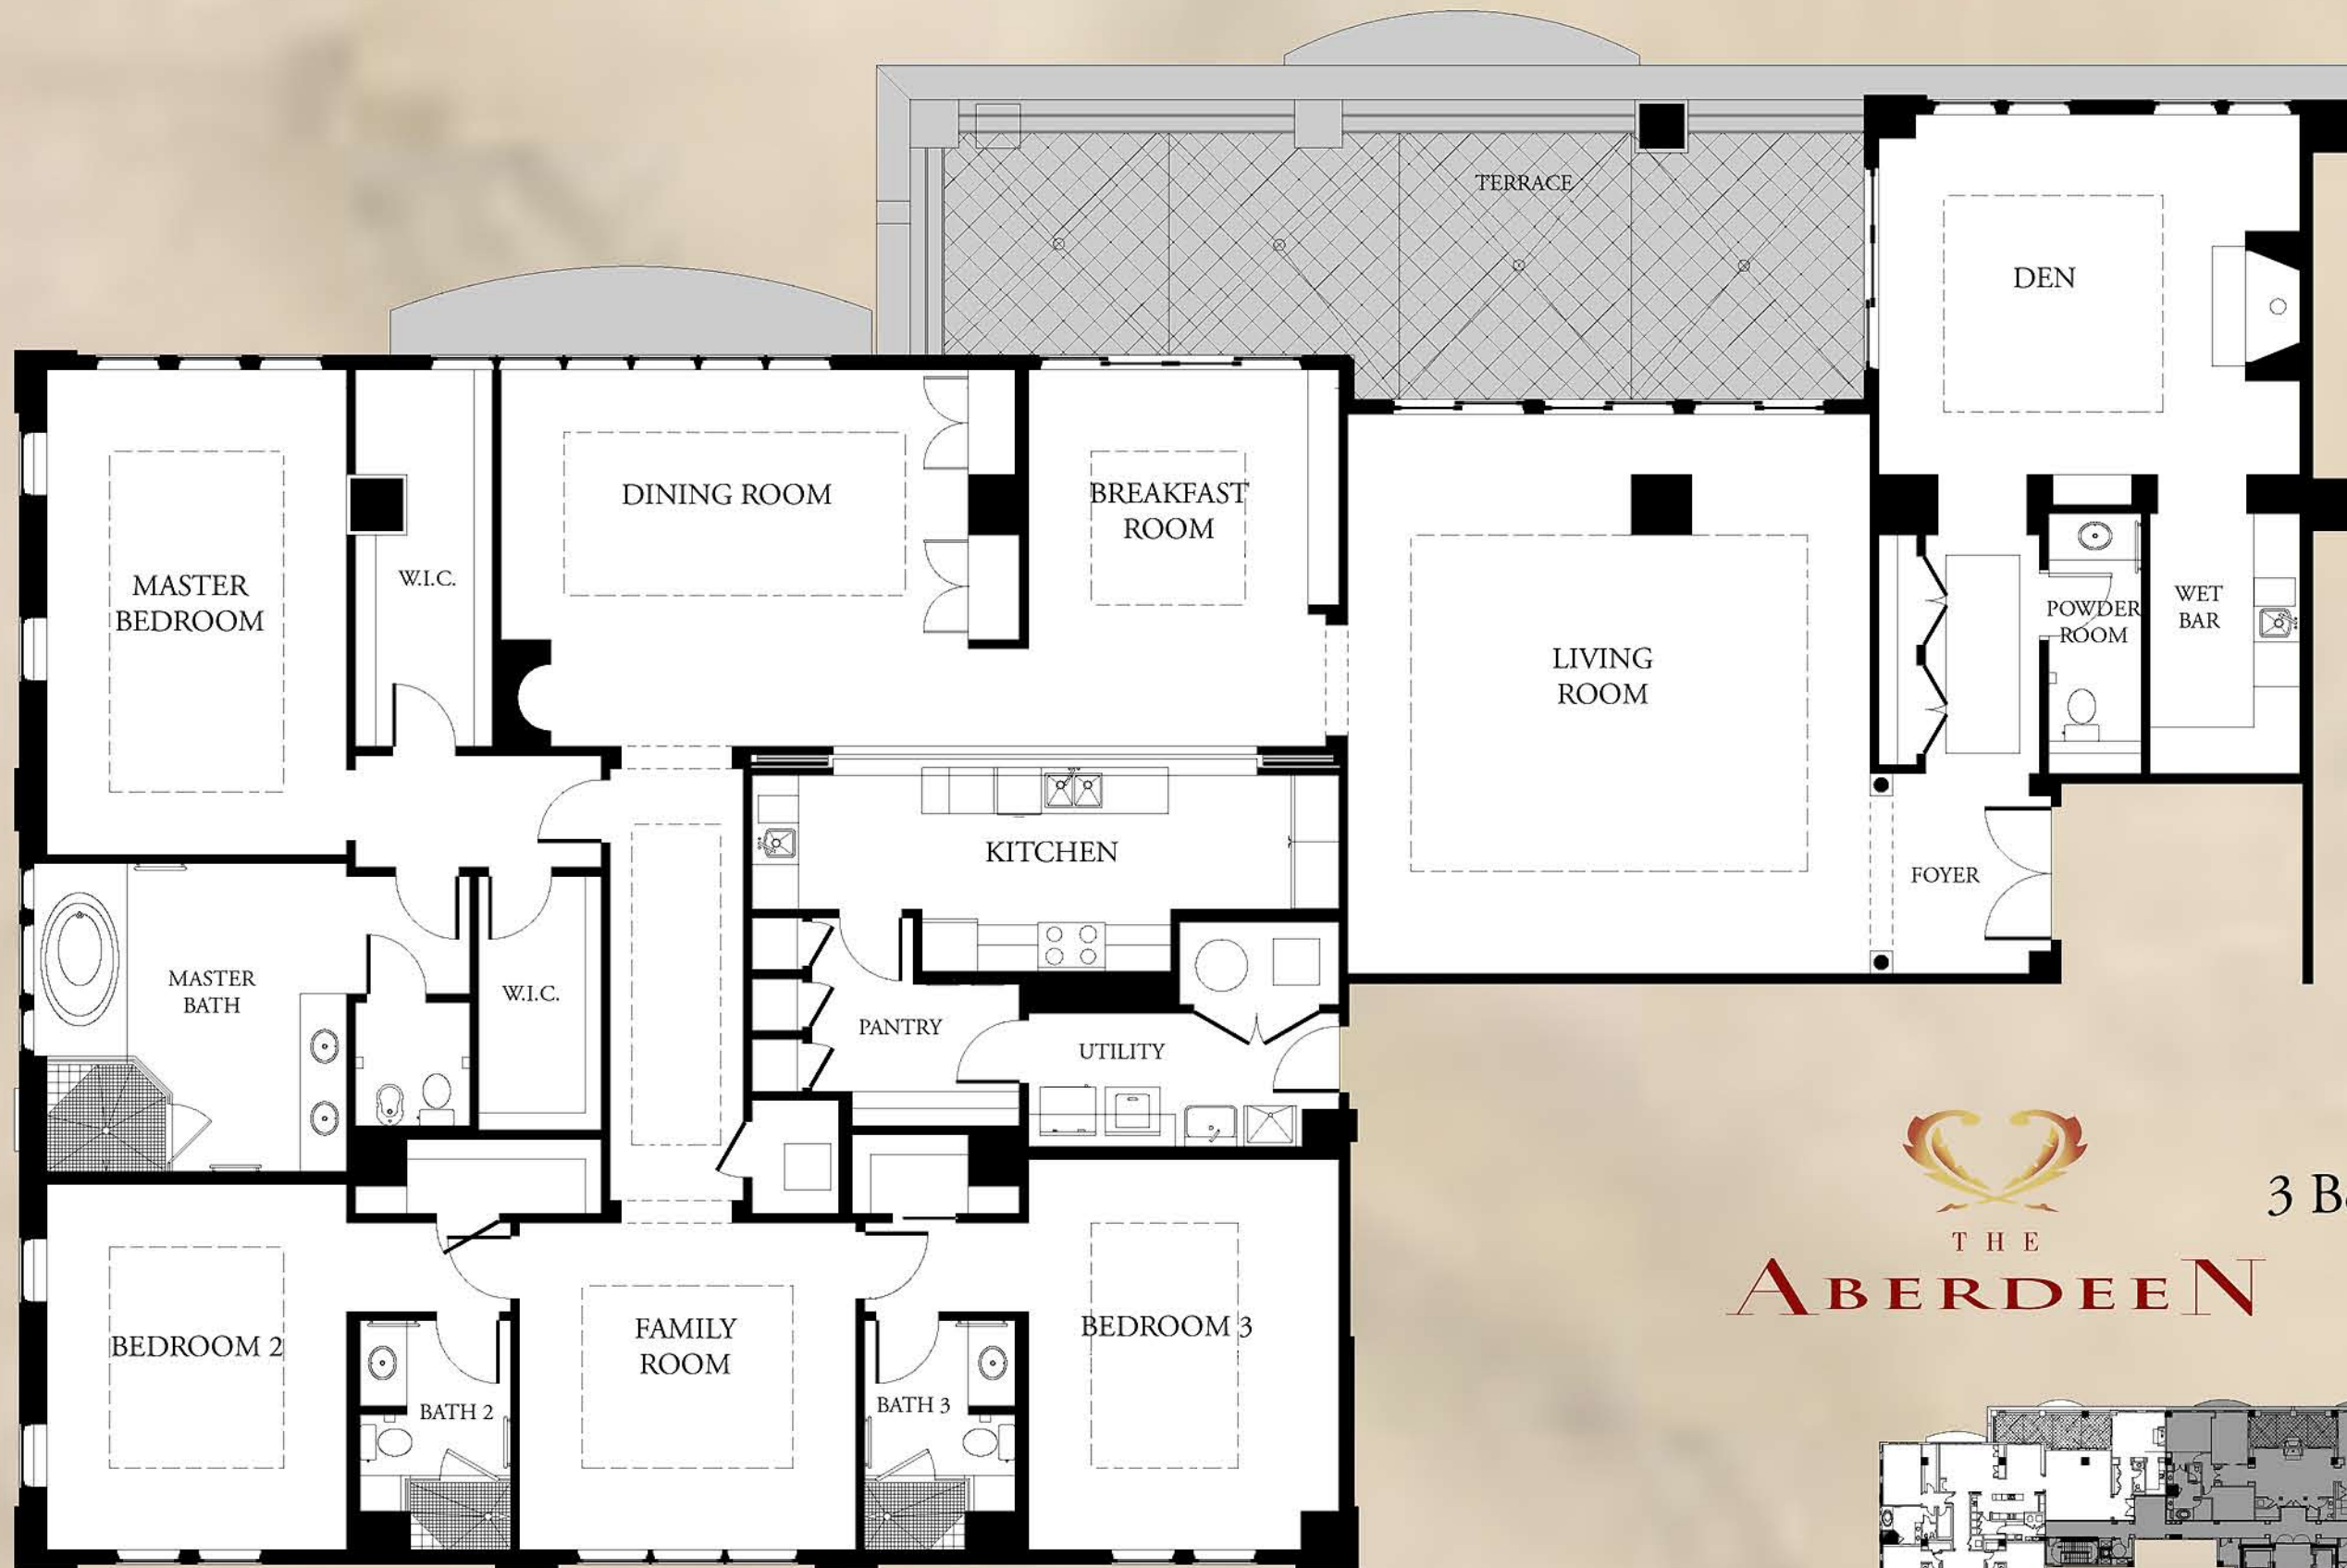 TERRACE
DEN
DINING ROOM
BREAKFAST
ROOM
W.I.C.
MASTER
BEDROOM
WET
BAR
POWDER
ROOM
LIVING
ROOM
KITCHEN
FOYER
MASTER
BATH
W.I.C.
PANTRY
UTILITY
3 B
THE
ABERDEEN
BEDROOM 2
FAMILY
ROOM
BEDROOM 3
BATH 2
BATH 3